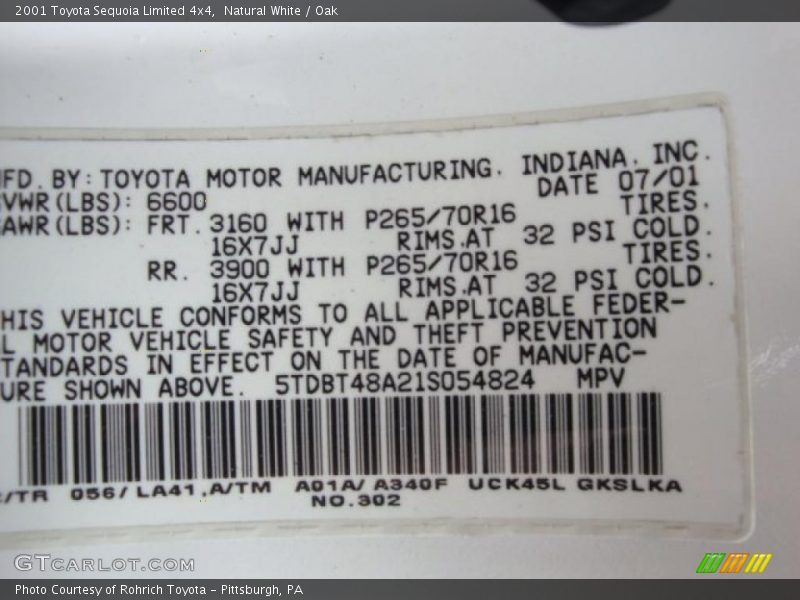 2001 Toyota Sequoia Limited 4x4, Natural White / Oak
FD. BY: TOYOTA MOTOR MANUFACTURING, INDIANA, INC.
DATE 07/01
VWR(LBS): 6600
AWR(LBS): FRT. 3160 WITH P265/70R16 TIRES,
16X7JJ RIMS,AT 32 PSI COLD.
RR. 3900 WITH P265/70R16 TIRES,
16X7JJ RIMS,AT 32 PSI COLD.
HIS VEHICLE CONFORMS TO ALL APPLICABLE FEDER-
L MOTOR VEHICLE SAFETY AND THEFT PREVENTION
TANDARDS IN EFFECT ON THE DATE OF MANUFAC-
URE SHOWN ABOVE. 5TDBT48A21S054824 MPV
/TR 056/LA41,A/TM A01A/A340F UCK45L GKSLKA
NO.302
GTCARLOT.COM
Photo Courtesy of Rohrich Toyota - Pittsburgh, PA